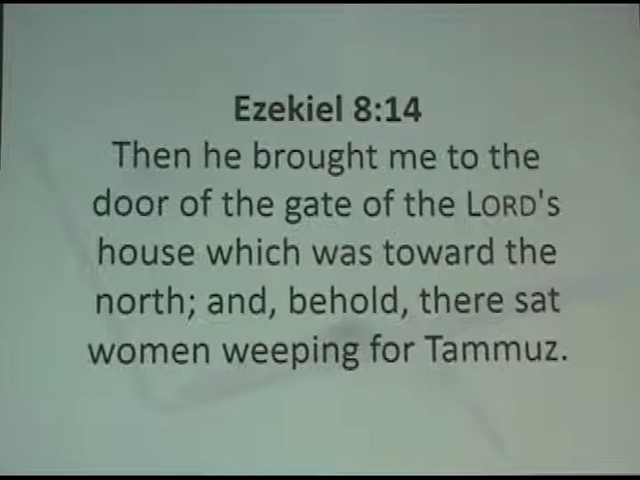 Ezekiel 8:14
Then he brought me to the
door of the gate of the LORD's
house which was toward the
north; and, behold, there sat
women weeping for Tammuz.